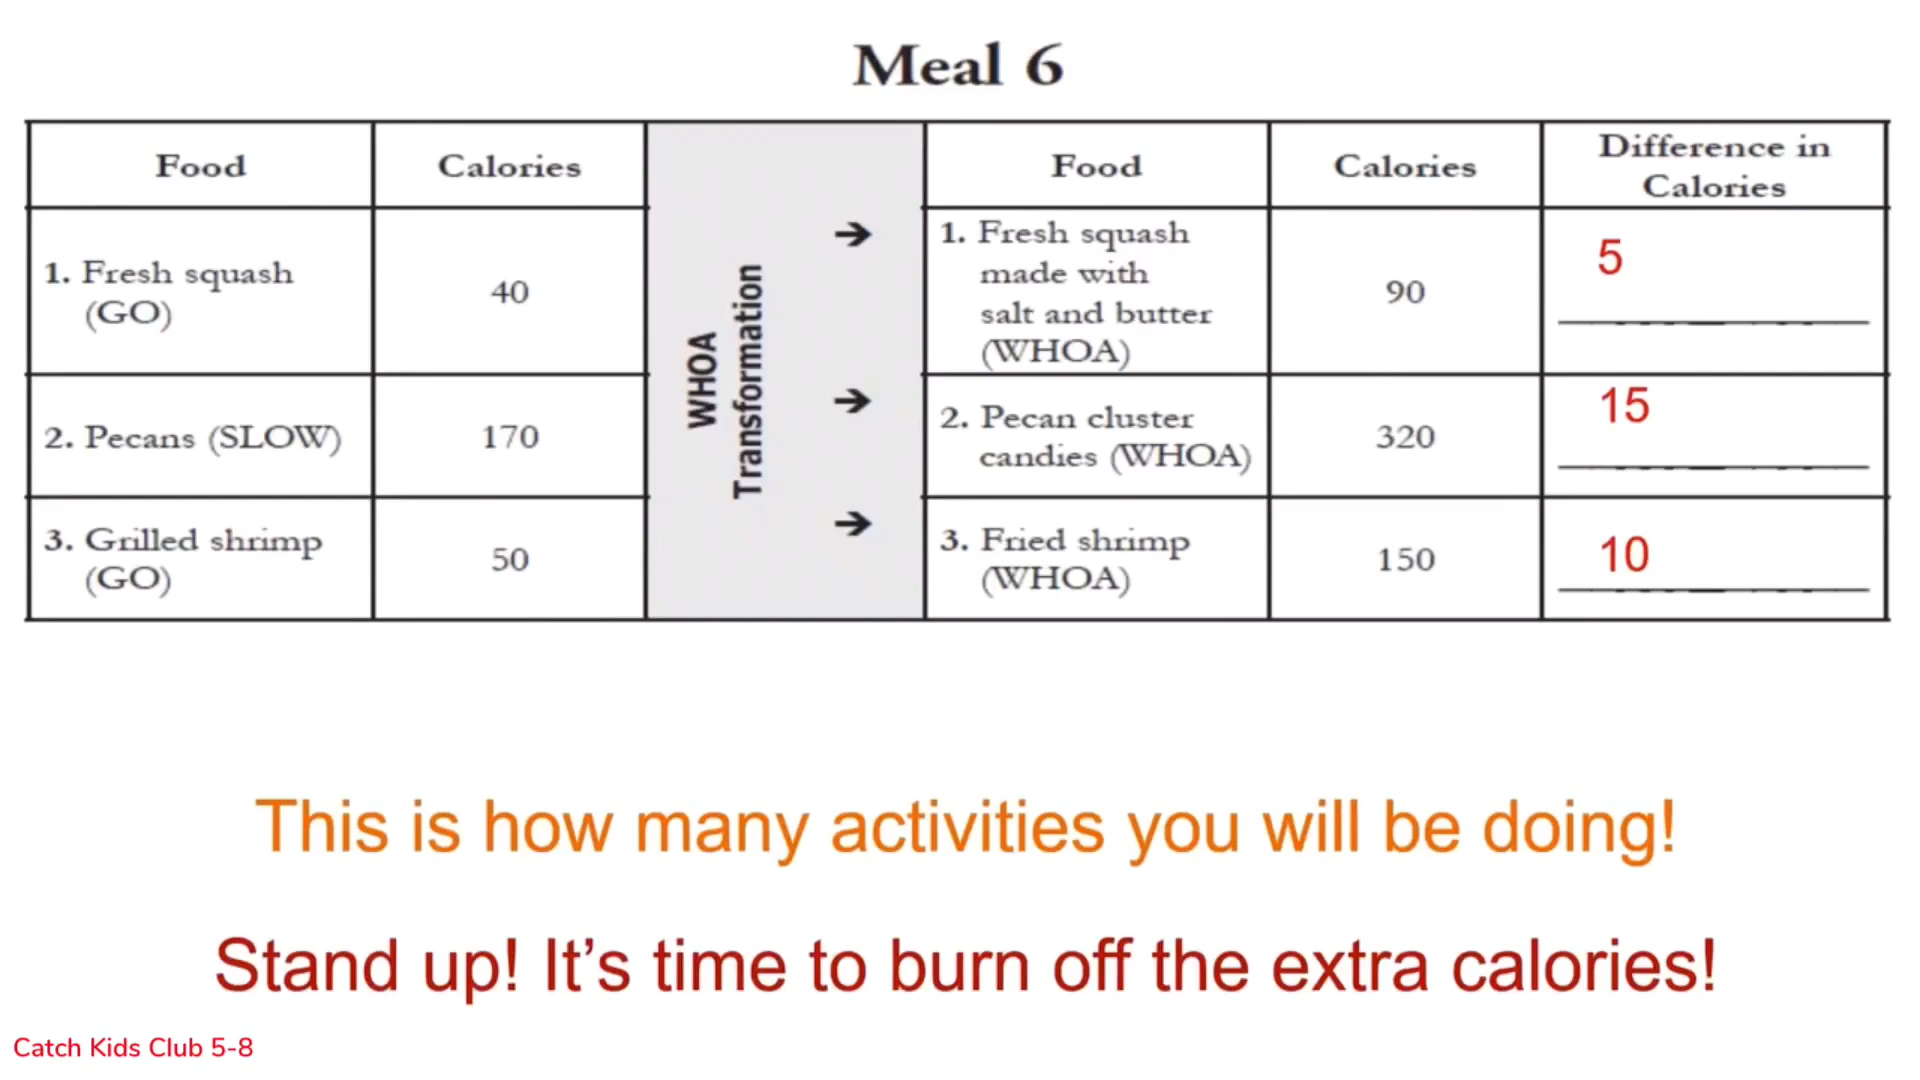 Meal 6
Food
Calories
WHOA
Transformation
Food
Calories
Difference in
Calories
1. Fresh squash
(GO)
40
➔
1. Fresh squash
made with
salt and butter
(WHOA)
90
5
2. Pecans (SLOW)
170
➔
2. Pecan cluster
candies (WHOA)
320
15
3. Grilled shrimp
(GO)
50
➔
3. Fried shrimp
(WHOA)
150
10
This is how many activities you will be doing!
Stand up! It’s time to burn off the extra calories!
Catch Kids Club 5-8